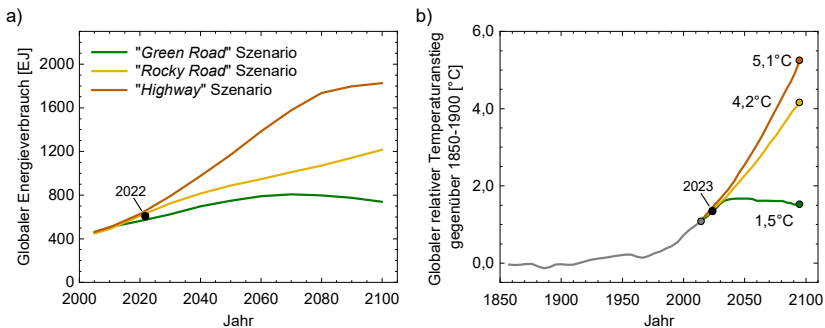 a)
Globaler Energieverbrauch [EJ]
2000
1600
1200
800
400
0
"Green Road" Szenario
"Rocky Road" Szenario
"Highway" Szenario
2022
2000 2020 2040 2060 2080 2100
Jahr
b)
Globaler relativer Temperaturanstieg
gegenüber 1850-1900 [°C]
6,0
4,0
2,0
0,0
5,1°C
4,2°C
2023
1,5°C
1850 1900 1950 2000 2050 2100
Jahr